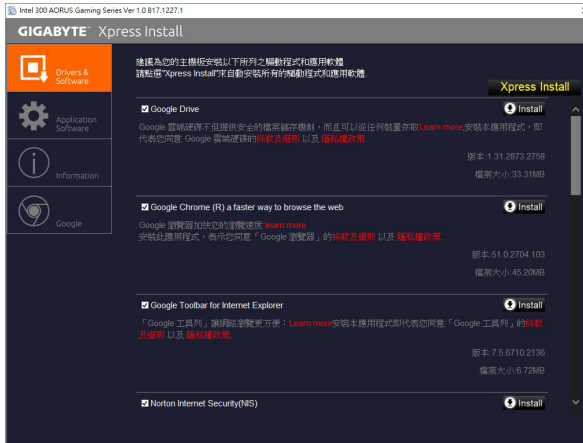 Intel 300 AORUS Gaming Series Ver 1.0 B17.1227.1
GIGABYTE™ Xpress Install
Drivers &
Software
Application
Software
Information
Google
建議為您的主機板安裝以下所列之驅動程式和應用軟體
請點選"Xpress Install"來自動安裝所有的驅動程式和應用軟體.
Xpress Install
Google Drive
Install
Google 雲端硬碟不但提供安全的檔案儲存機制，而且可以從任何裝置存取Learn more,安裝本應用程式，即
代表您同意 Google 雲端硬碟的條款及細則 以及 隱私權政策.
版本:1.31.2873.2758
檔案大小:33.31MB
Google Chrome (R) a faster way to browse the web
Install
Google 瀏覽器加快您的瀏覽速度.learn more
安裝此應用程式，表示您同意「Google 瀏覽器」的條款及細則 以及 隱私權政策.
版本:51.0.2704.103
檔案大小:45.20MB
Google Toolbar for Internet Explorer
Install
「Google 工具列」讓網路瀏覽更方便：Learn more安裝本應用程式即代表您同意「Google 工具列」的條款
及細則 以及 隱私權政策.
版本:7.5.6710.2136
檔案大小:6.72MB
Norton Internet Security(NIS)
Install